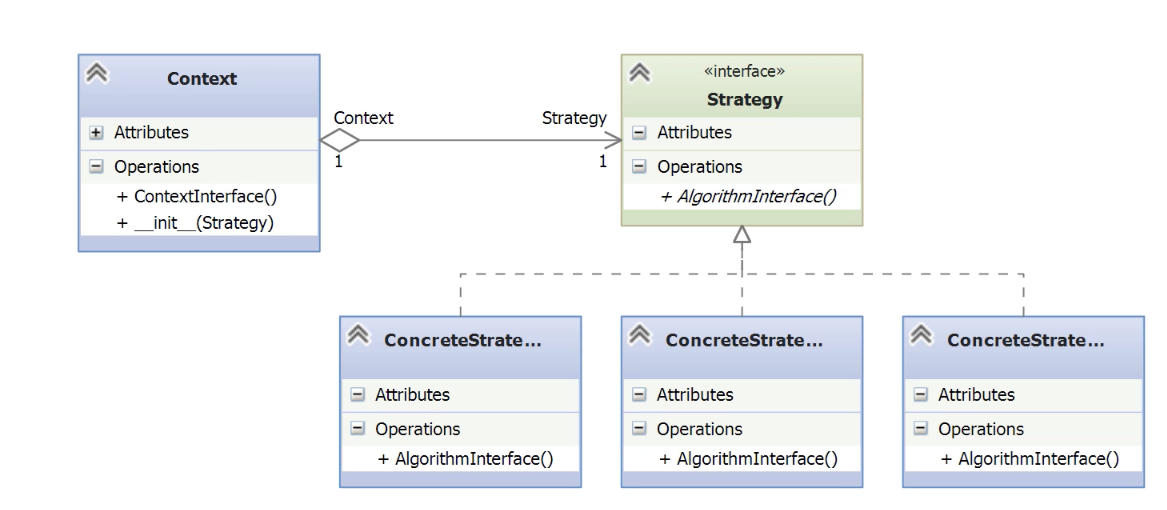 Context
Attributes
Operations
+ ContextInterface()
+ __init__(Strategy)
Context
1
Strategy
1
«interface»
Strategy
Attributes
Operations
+ AlgorithmInterface()
ConcreteStrate...
Attributes
Operations
+ AlgorithmInterface()
ConcreteStrate...
Attributes
Operations
+ AlgorithmInterface()
ConcreteStrate...
Attributes
Operations
+ AlgorithmInterface()